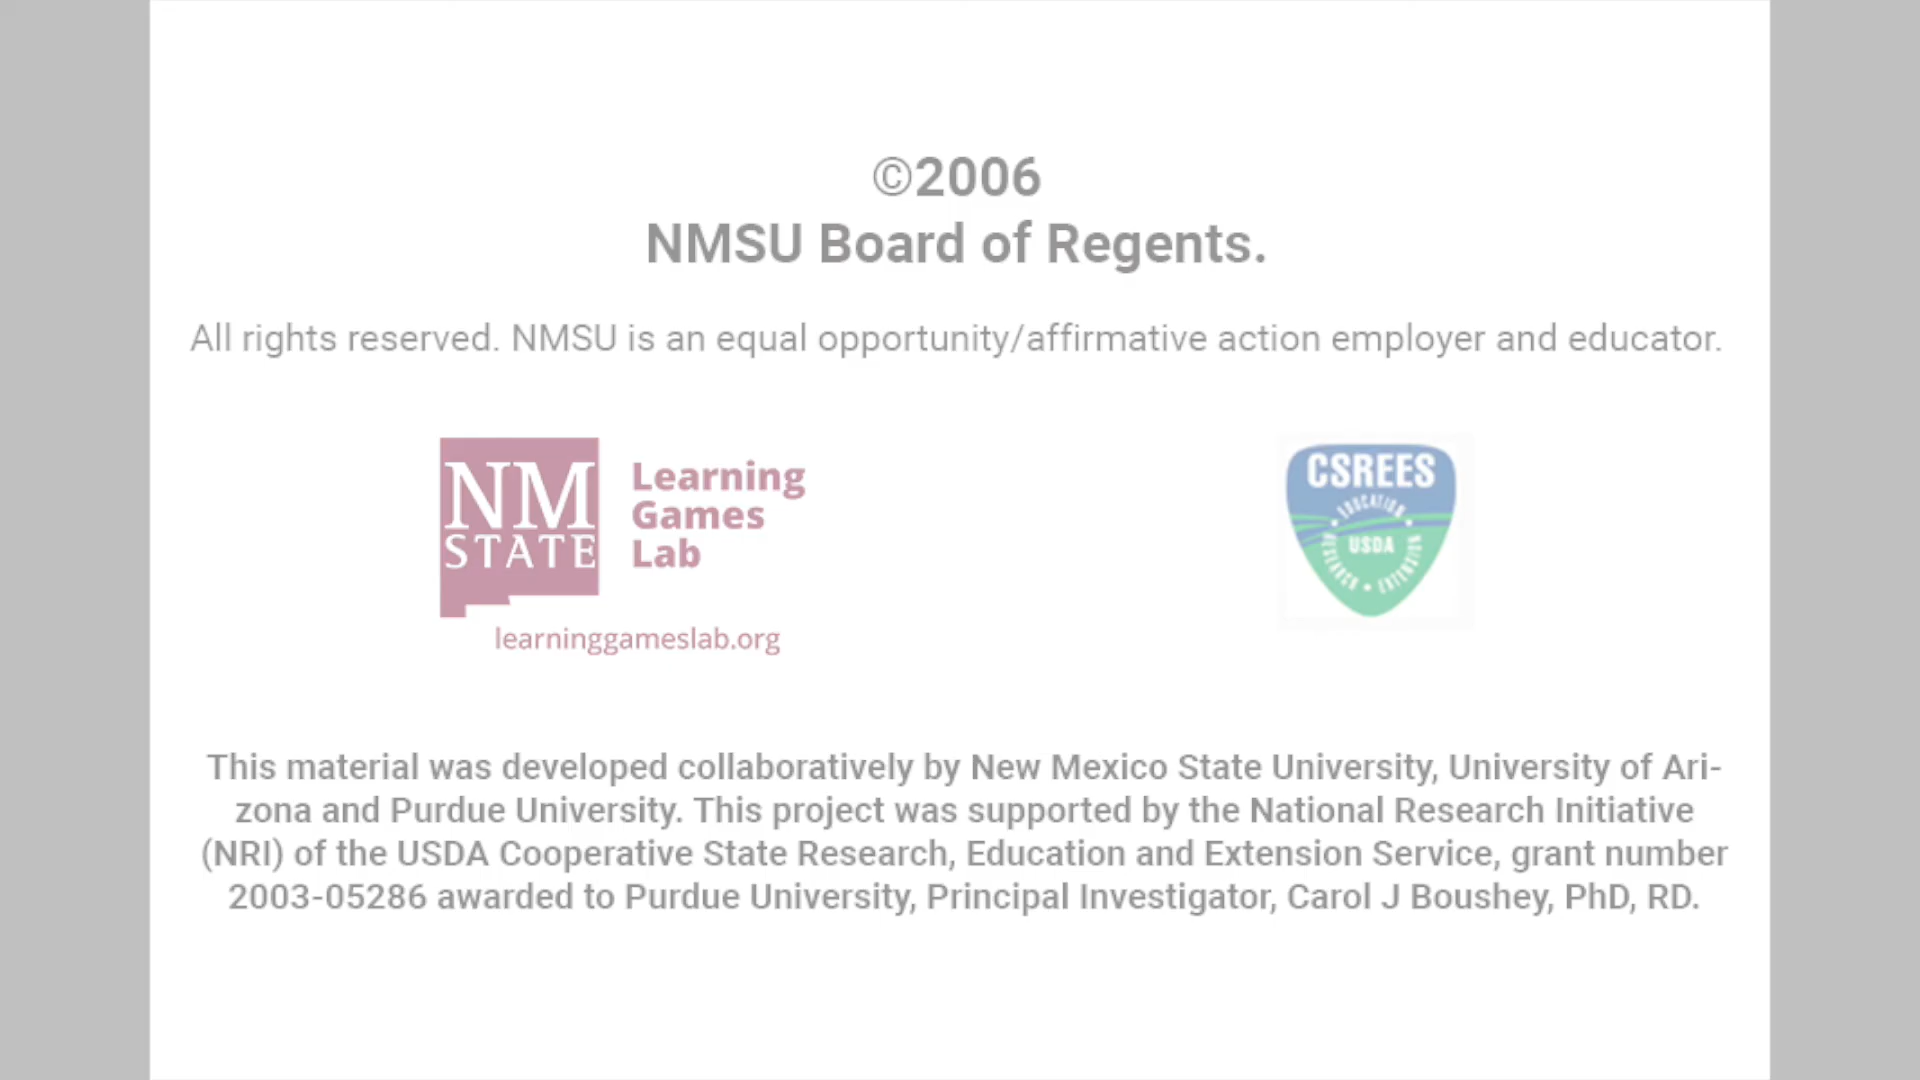 ©2006
NMSU Board of Regents.
All rights reserved. NMSU is an equal opportunity/affirmative action employer and educator.
NM
STATE
Learning
Games
Lab
learninggameslab.org
CSREES
EDUCATION
USDA
RESEARCH • EXTENSION
This material was developed collaboratively by New Mexico State University, University of Ari-
zona and Purdue University. This project was supported by the National Research Initiative
(NRI) of the USDA Cooperative State Research, Education and Extension Service, grant number
2003-05286 awarded to Purdue University, Principal Investigator, Carol J Boushey, PhD, RD.